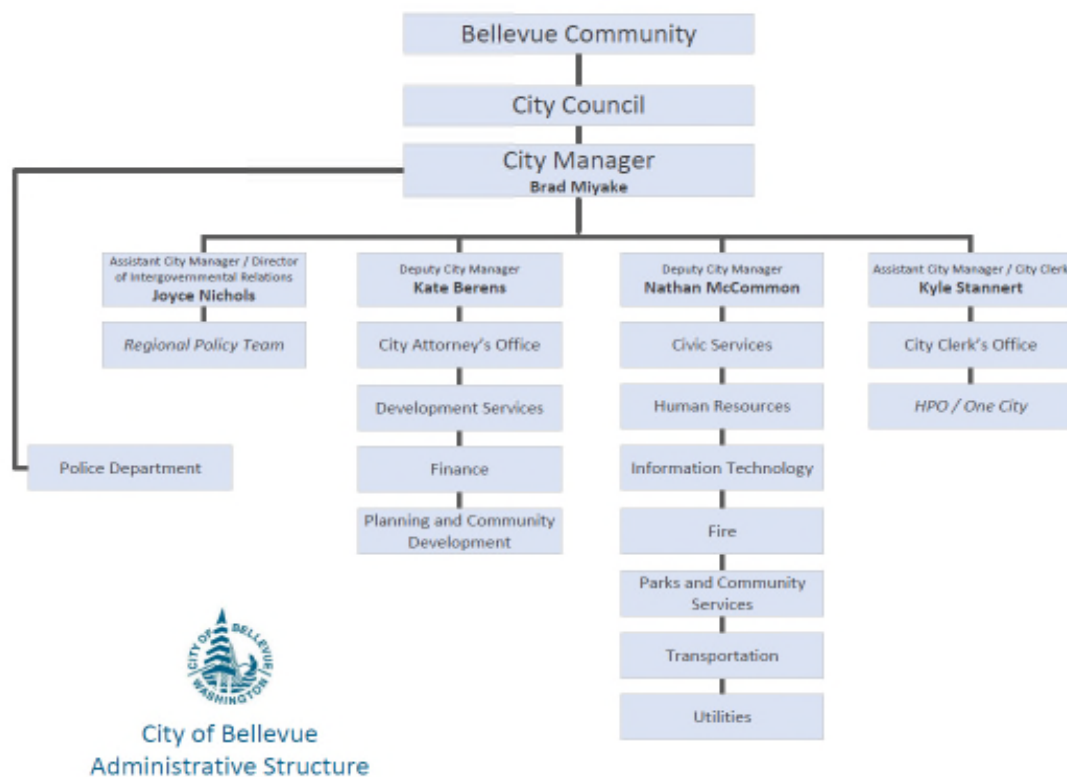 Bellevue Community
City Council
City Manager
Brad Miyake
Assistant City Manager / Director
of Intergovernmental Relations
Joyce Nichols
Regional Policy Team
Deputy City Manager
Kate Berens
City Attorney's Office
Development Services
Finance
Planning and Community
Development
Deputy City Manager
Nathan McCommon
Civic Services
Human Resources
Information Technology
Fire
Parks and Community
Services
Transportation
Utilities
Assistant City Manager / City Clerk
Kyle Stannert
City Clerk's Office
HPO / One City
Police Department
CITY OF BELLEVUE
WASHINGTON
City of Bellevue
Administrative Structure